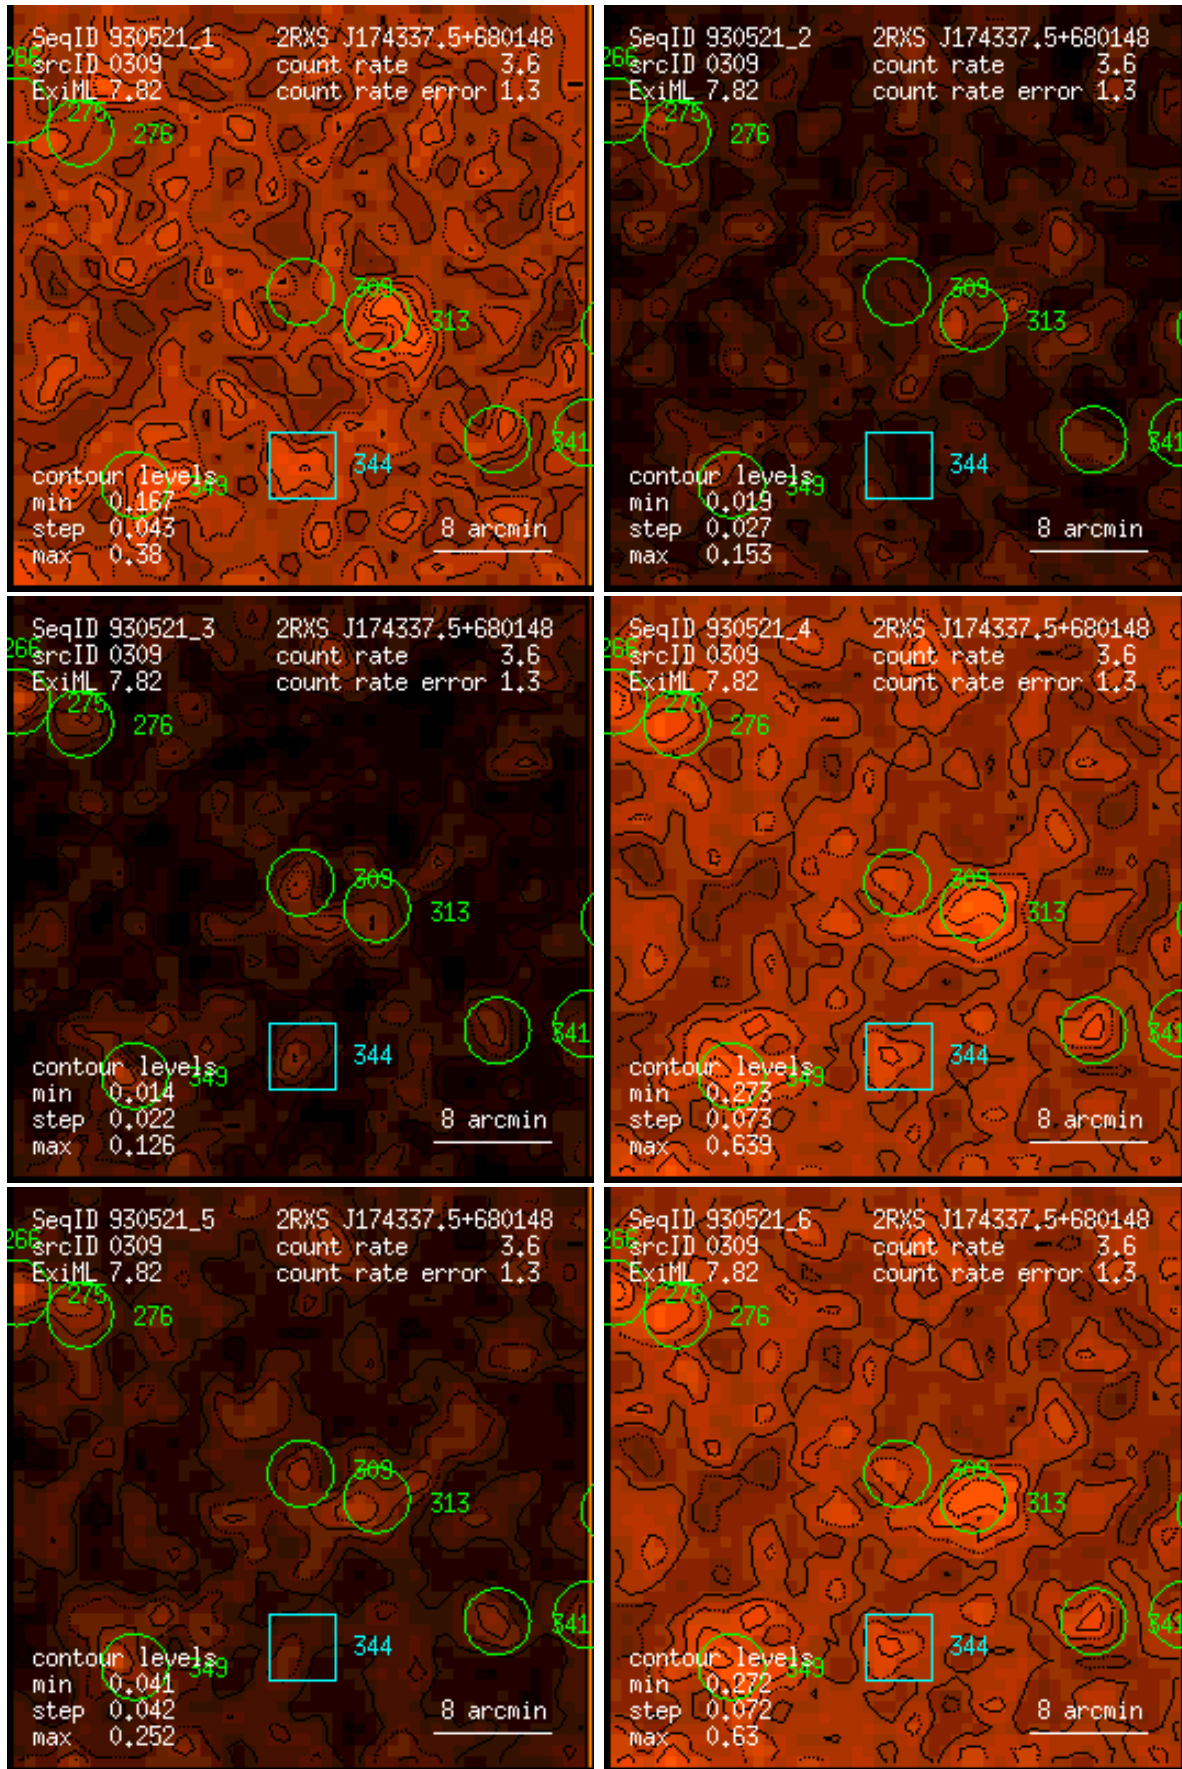 SeqID 930521_1 2RXS J174337.5+680148
266 srcID 0309 count rate 3.6
ExiML 7.82 count rate error 1.3
275
276
309
313
341
344
contour levels
349
min 0.167
step 0.043 8 arcmin
max 0.38
SeqID 930521_2 2RXS J174337.5+680148
266 srcID 0309 count rate 3.6
ExiML 7.82 count rate error 1.3
275
276
309
313
341
344
contour levels
349
min 0.019
step 0.027 8 arcmin
max 0.153
SeqID 930521_3 2RXS J174337.5+680148
266 srcID 0309 count rate 3.6
ExiML 7.82 count rate error 1.3
275
276
309
313
341
344
contour levels
349
min 0.014
step 0.022 8 arcmin
max 0.126
SeqID 930521_4 2RXS J174337.5+680148
266 srcID 0309 count rate 3.6
ExiML 7.82 count rate error 1.3
275
276
309
313
341
344
contour levels
349
min 0.273
step 0.073 8 arcmin
max 0.639
SeqID 930521_5 2RXS J174337.5+680148
266 srcID 0309 count rate 3.6
ExiML 7.82 count rate error 1.3
275
276
309
313
341
344
contour levels
349
min 0.041
step 0.042 8 arcmin
max 0.252
SeqID 930521_6 2RXS J174337.5+680148
266 srcID 0309 count rate 3.6
ExiML 7.82 count rate error 1.3
275
276
309
313
341
344
contour levels
349
min 0.272
step 0.072 8 arcmin
max 0.63